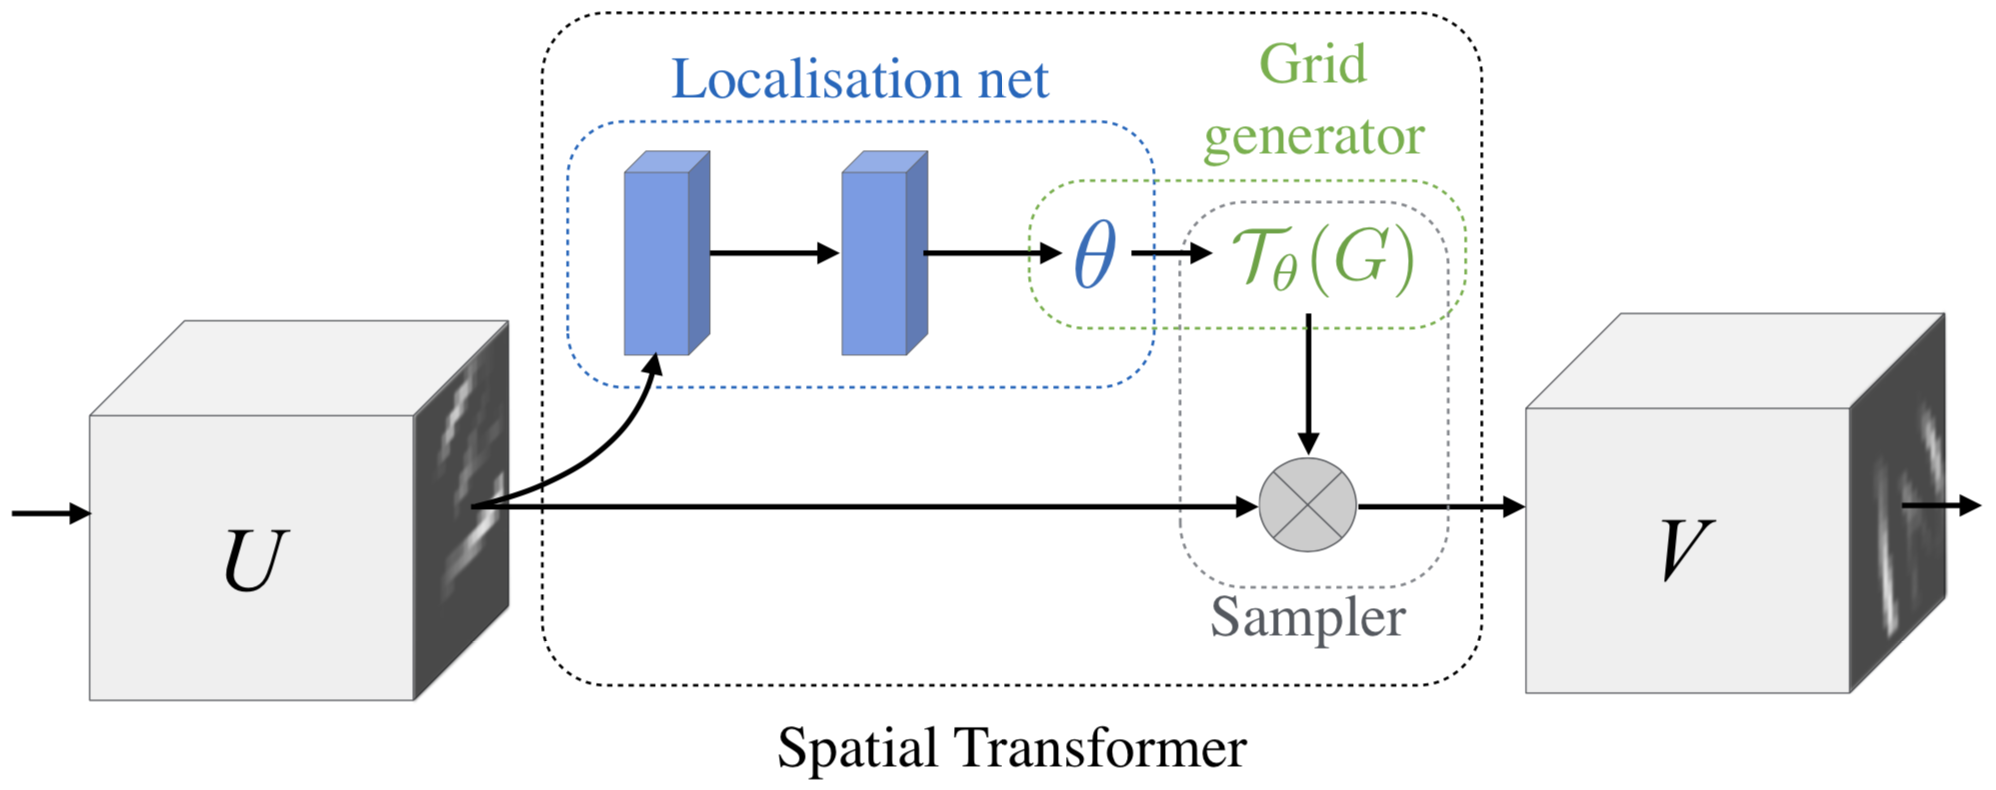 Localisation net
Grid
generator
θ
𝒯θ(G)
U
V
Sampler
Spatial Transformer